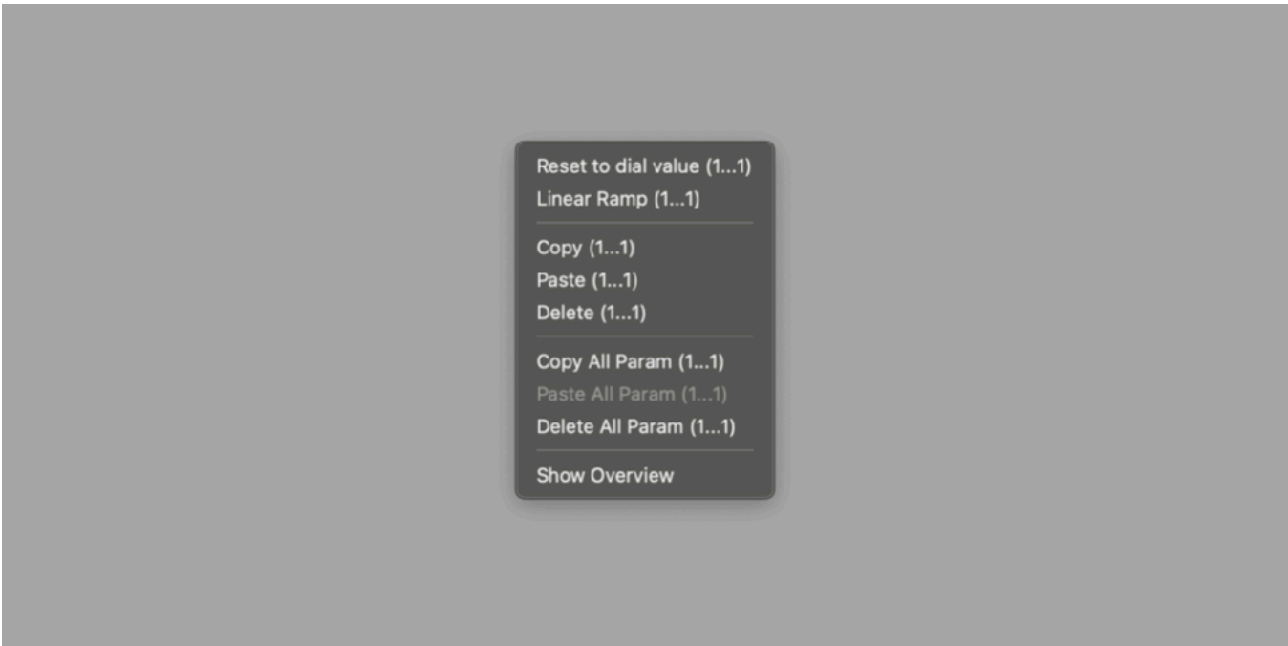 Reset to dial value (1...1)
Linear Ramp (1...1)
Copy (1...1)
Paste (1...1)
Delete (1...1)
Copy All Param (1...1)
Paste All Param (1...1)
Delete All Param (1...1)
Show Overview